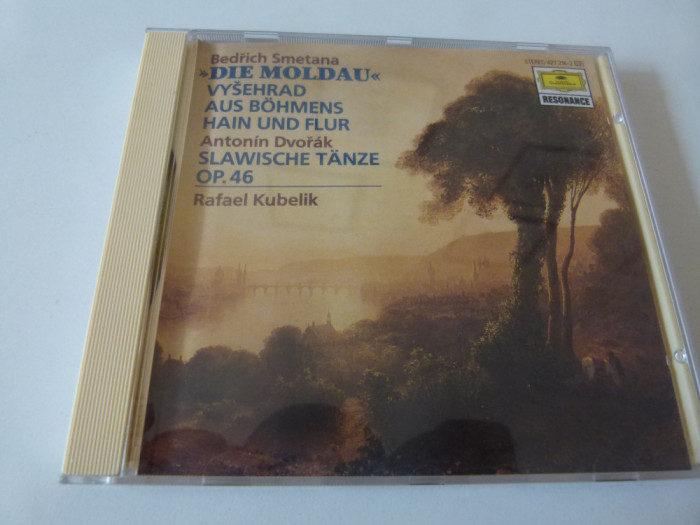 Bedřich Smetana
»DIE MOLDAU«
VYŠEHRAD
AUS BÖHMENS
HAIN UND FLUR
Antonín Dvořák
SLAWISCHE TÄNZE
OP. 46
Rafael Kubelik
STEREO
RESONANCE